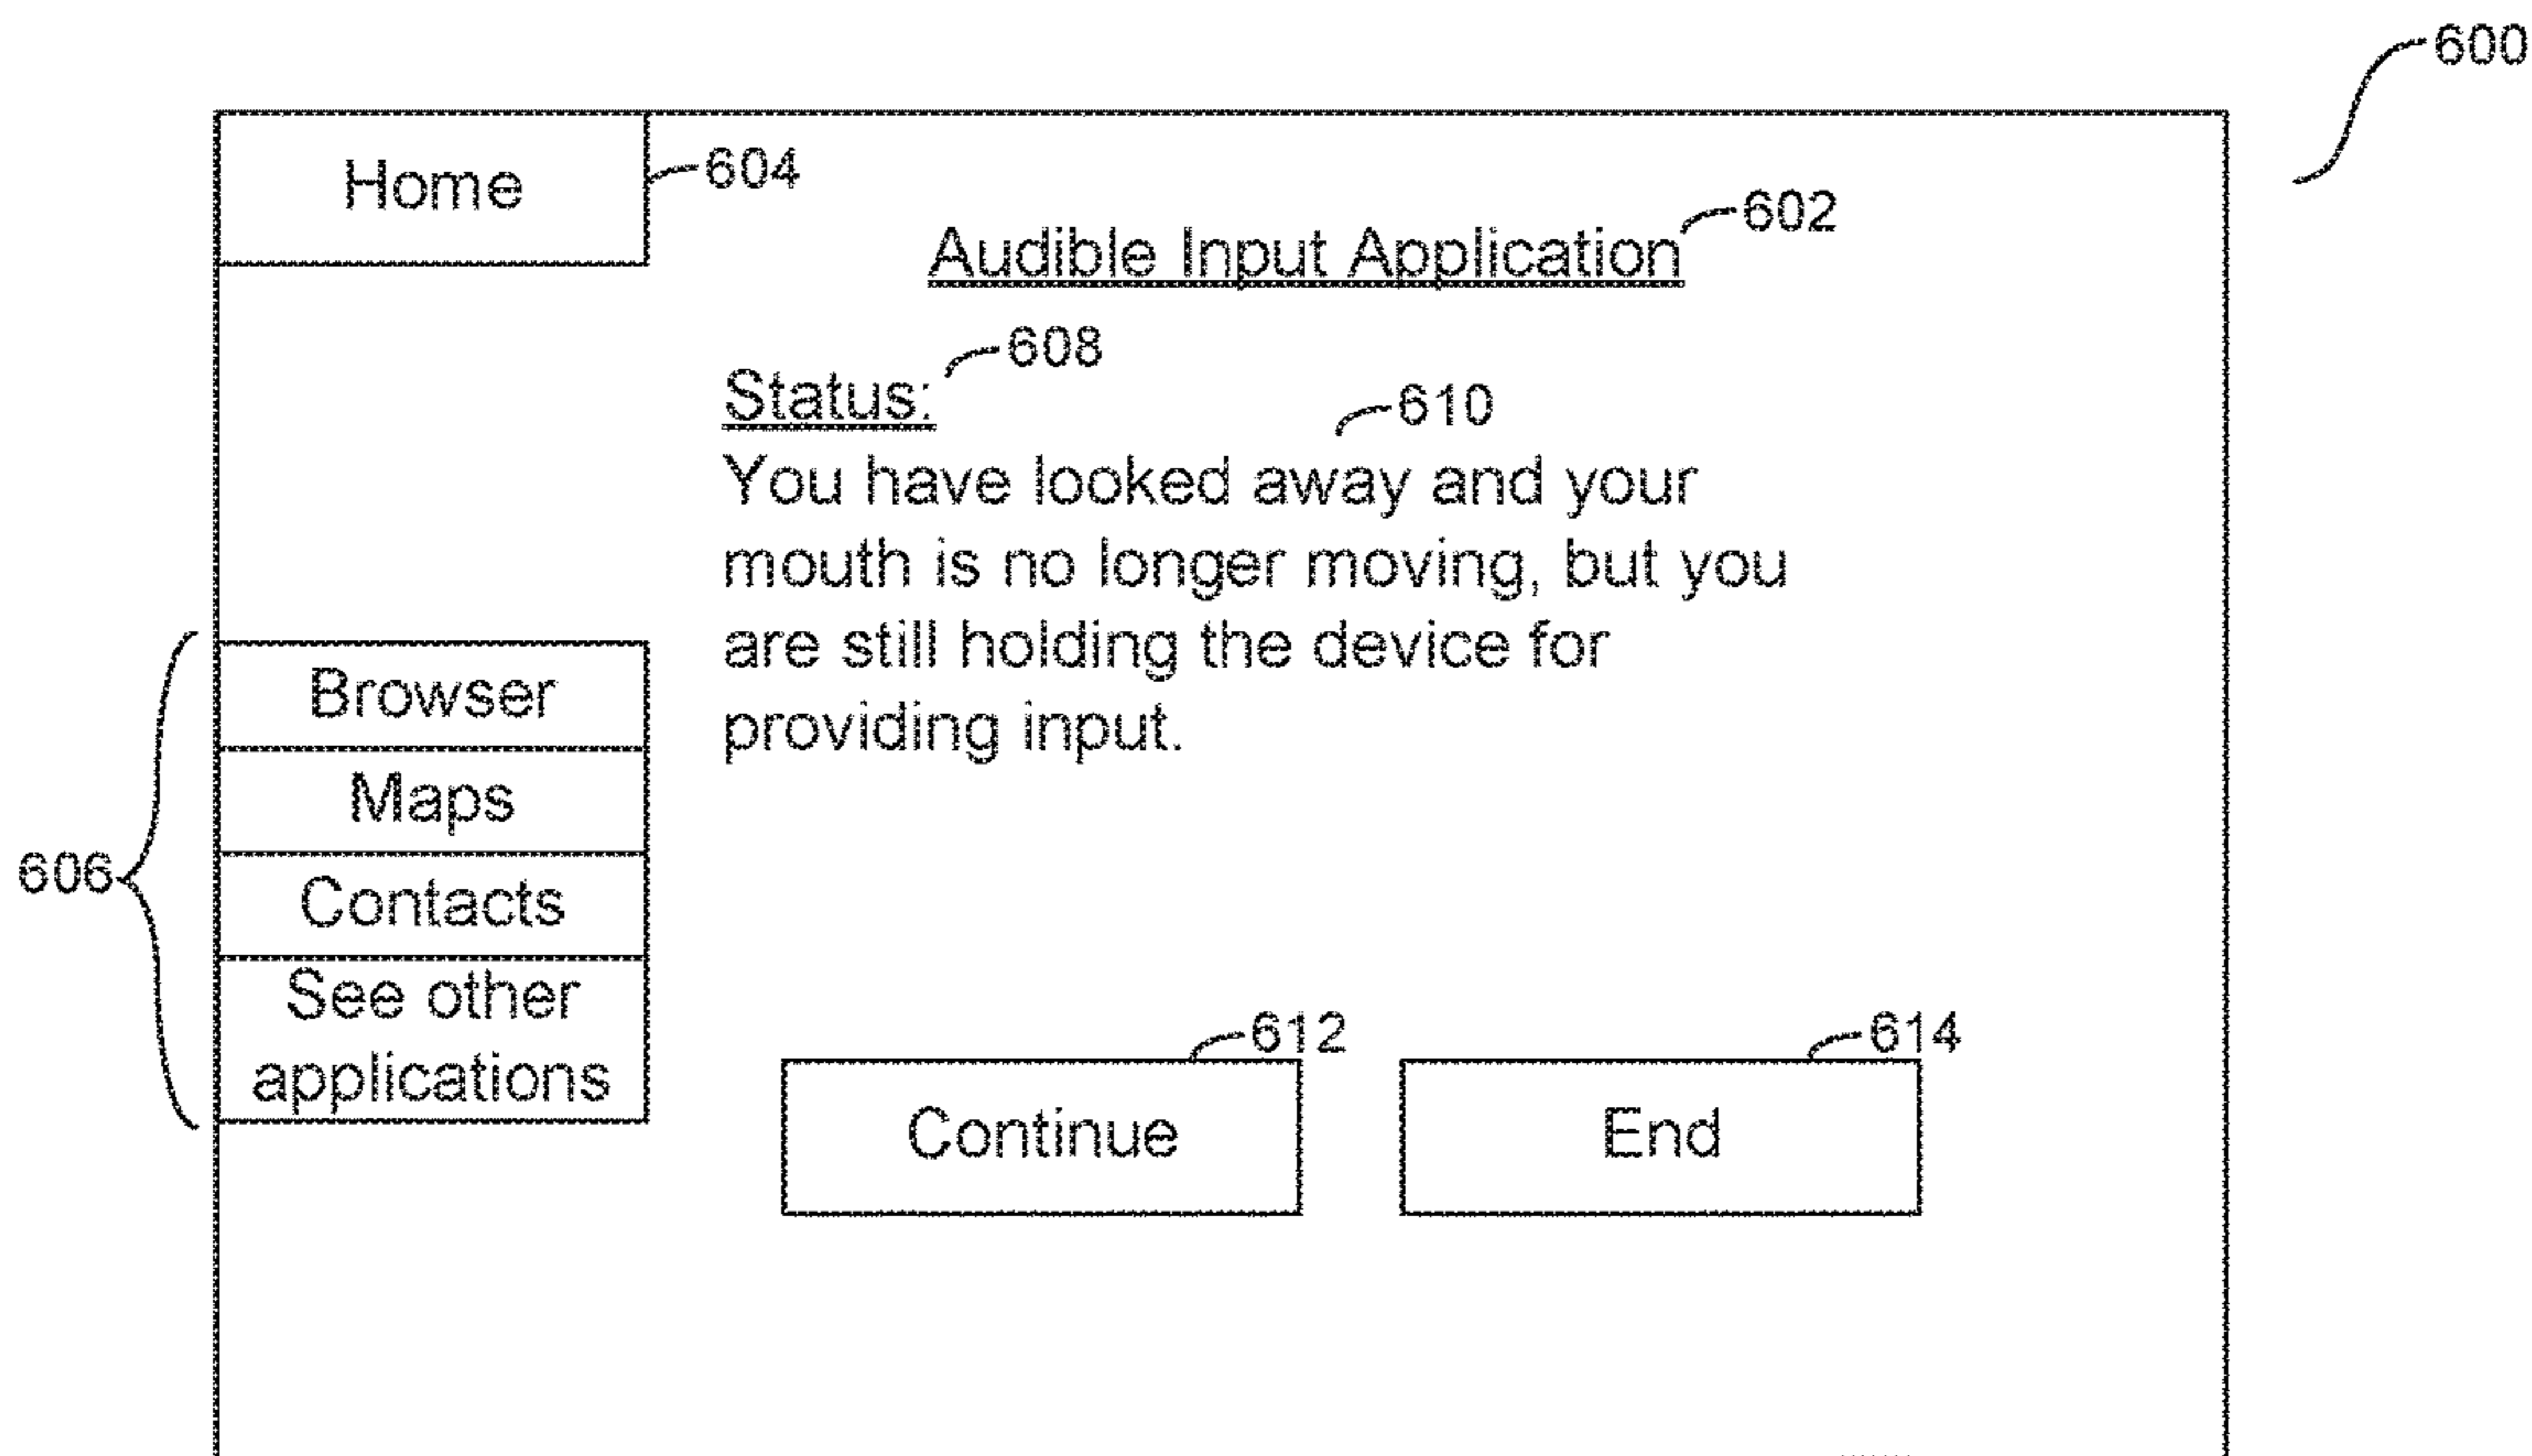 600
Home
604
Audible Input Application
602
Status:
608
610
You have looked away and your
mouth is no longer moving, but you
are still holding the device for
providing input.
606
Browser
Maps
Contacts
See other
applications
612
614
Continue
End